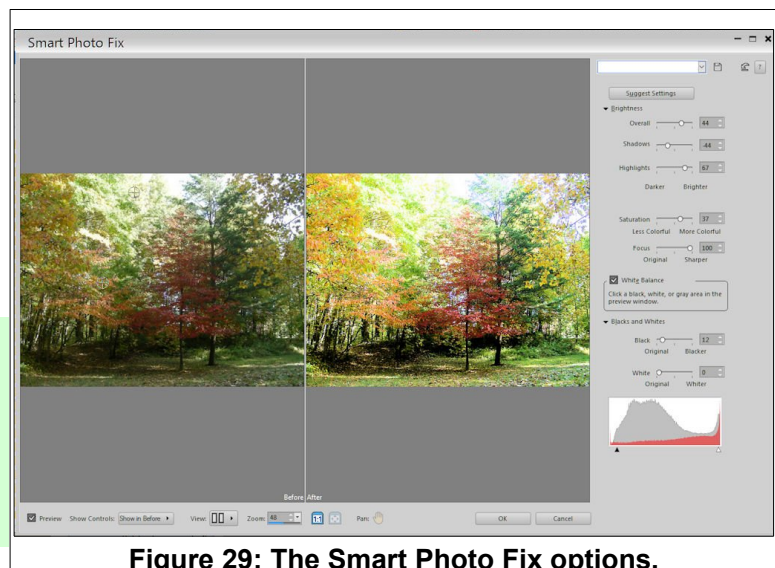 Smart Photo Fix
Suggest Settings
Brightness
Overall 44
Shadows -44
Highlights 67
Darker Brighter
Saturation 37
Less Colorful More Colorful
Focus 100
Original Sharper
White Balance
Click a black, white, or gray area in the
preview window.
Blacks and Whites
Black 12
Original Blacker
White 0
Original Whiter
Before After
Preview Show Controls: Show in Before View: Zoom: 48 1:1 Pan: OK Cancel
Figure 29: The Smart Photo Fix options.